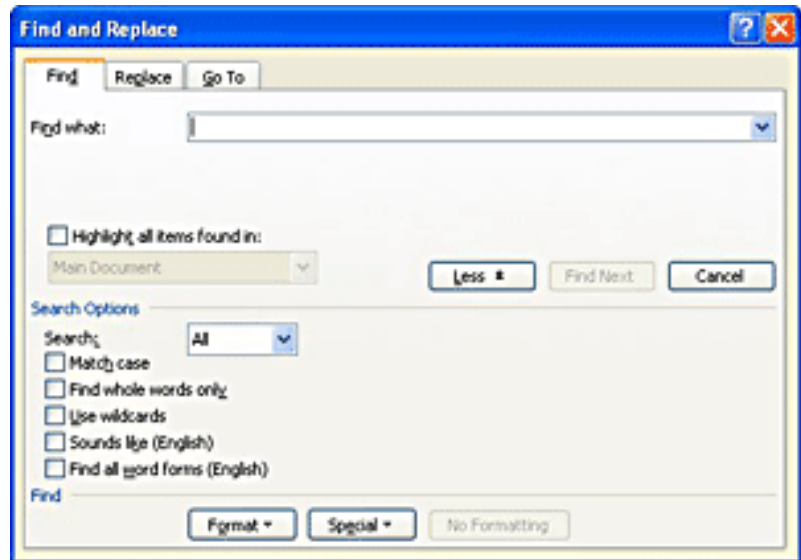 Find and Replace
Find Replace Go To
Find what:
Highlight all items found in:
Main Document Less Find Next Cancel
Search Options
Search: All
Match case
Find whole words only
Use wildcards
Sounds like (English)
Find all word forms (English)
Find
Format Special No Formatting